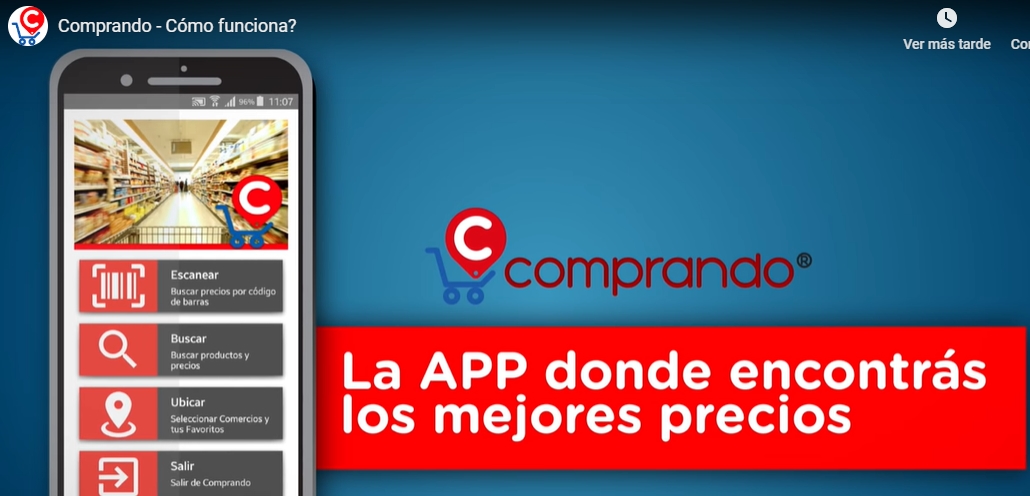 Comprando - Cómo funciona?
Ver más tarde
96% 11:07
C
Escanear
Buscar precios por código
de barras
Buscar
Buscar productos y
precios
Ubicar
Seleccionar Comercios y
tus Favoritos
Salir
Salir de Comprando
C
comprando®
La APP donde encontrás
los mejores precios